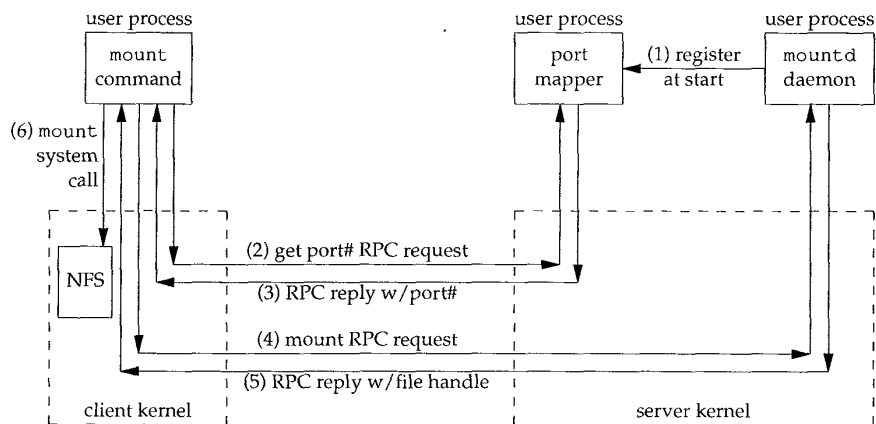 user process
user process
user process
mount
command
port
mapper
(1) register
at start
mountd
daemon
(6) mount
system
call
NFS
(2) get port# RPC request
(3) RPC reply w/port#
(4) mount RPC request
(5) RPC reply w/file handle
client kernel
server kernel